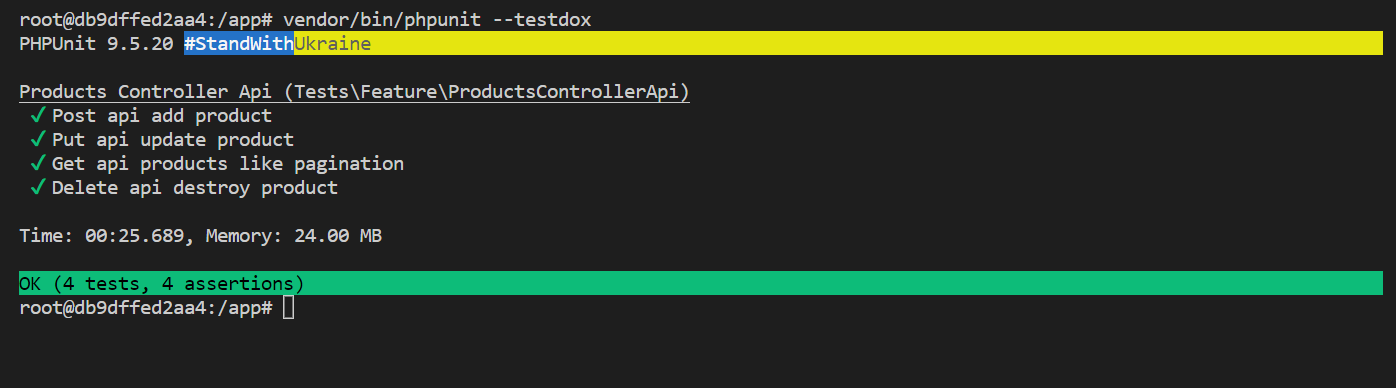 root@db9dffed2aa4:/app# vendor/bin/phpunit --testdox
PHPUnit 9.5.20 #StandWithUkraine
Products Controller Api (Tests\Feature\ProductsControllerApi)
✓ Post api add product
✓ Put api update product
✓ Get api products like pagination
✓ Delete api destroy product
Time: 00:25.689, Memory: 24.00 MB
OK (4 tests, 4 assertions)
root@db9dffed2aa4:/app#